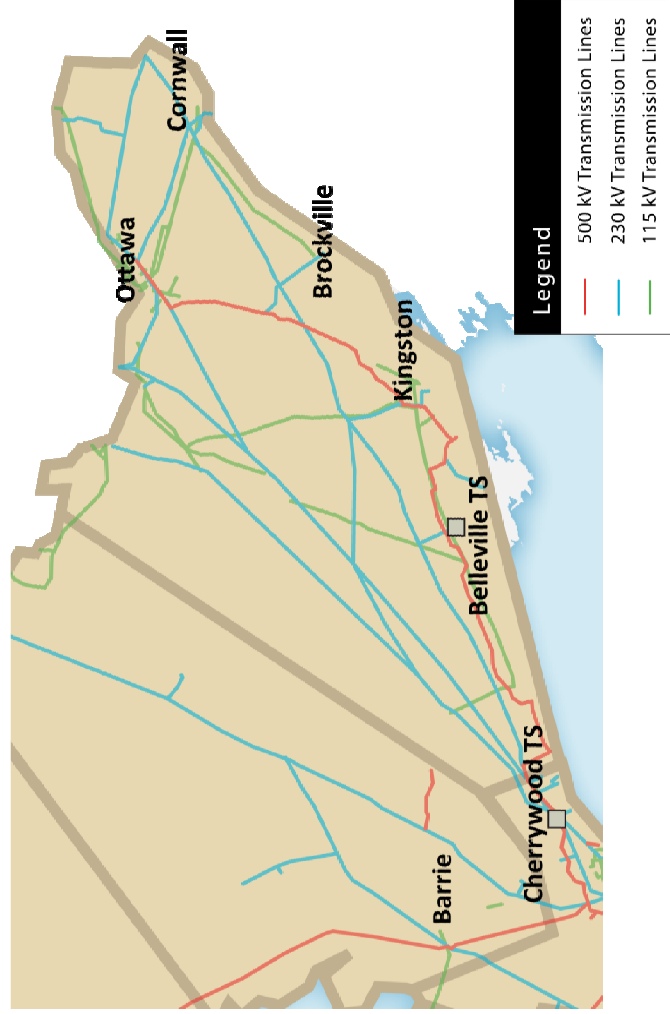 Ottawa
Cornwall
Brockville
Kingston
Belleville TS
Cherrywood TS
Barrie
Legend
500 kV Transmission Lines
230 kV Transmission Lines
115 kV Transmission Lines